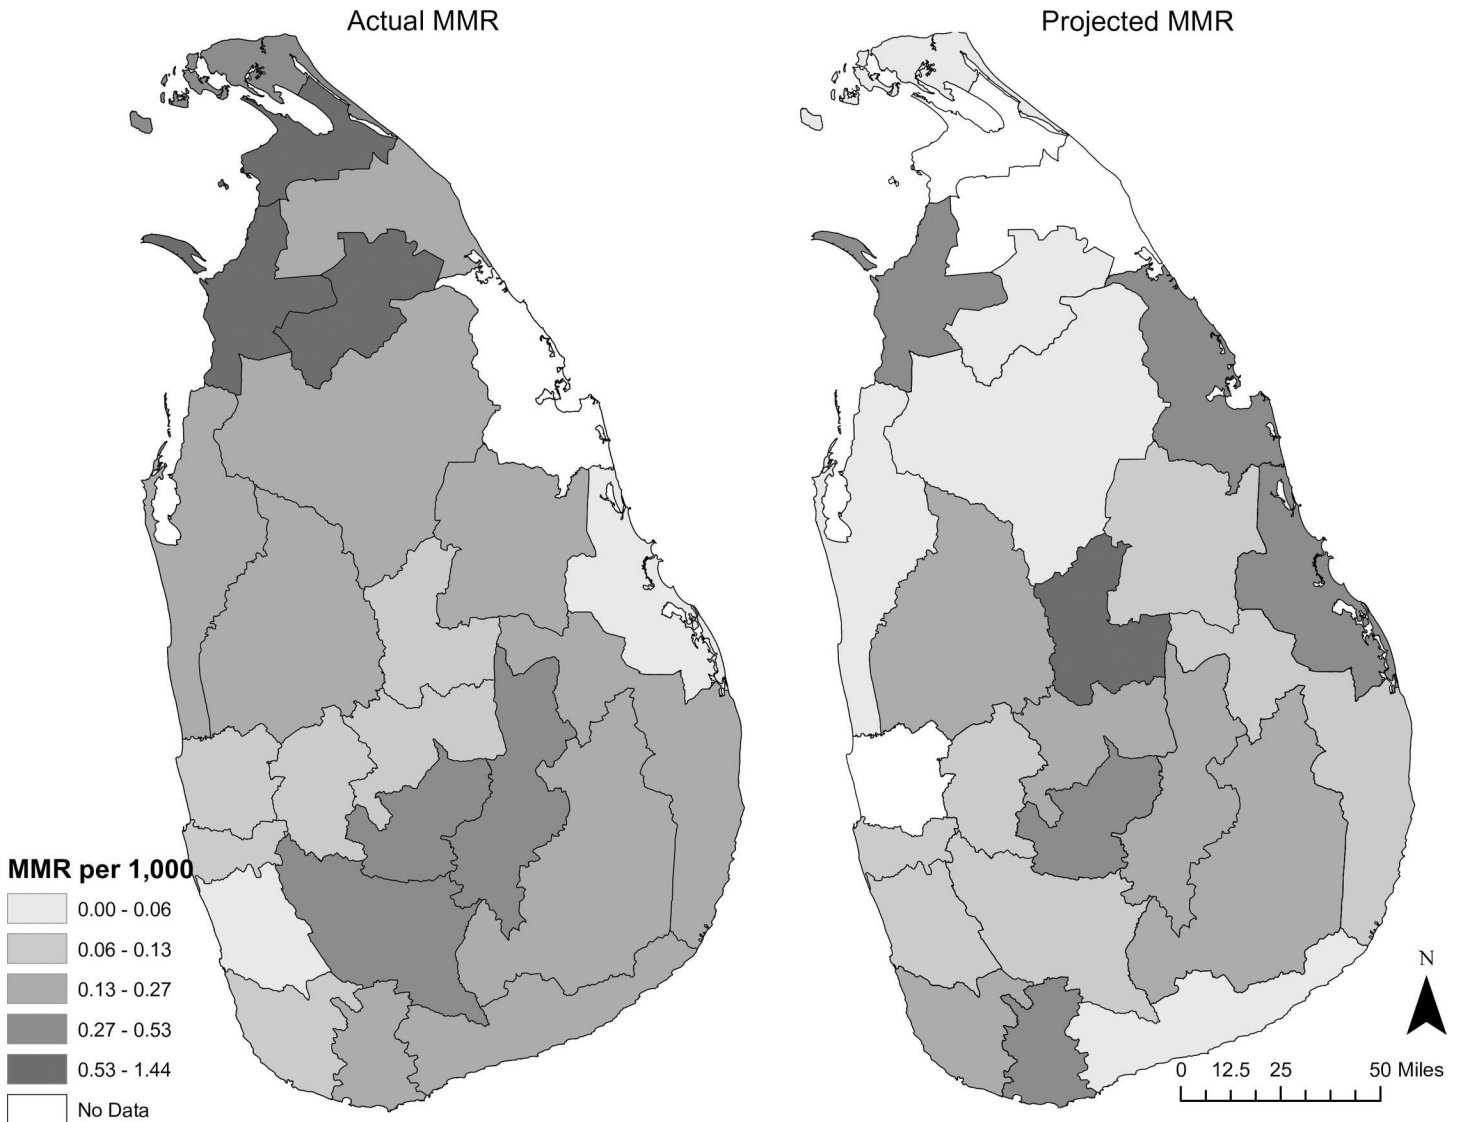 Actual MMR
Projected MMR
MMR per 1,000
0.00 - 0.06
0.06 - 0.13
0.13 - 0.27
0.27 - 0.53
0.53 - 1.44
No Data
N
0 12.5 25 50 Miles